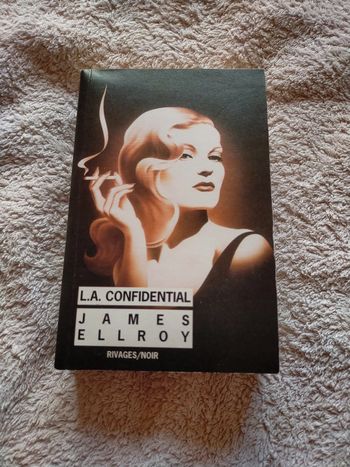 L.A. CONFIDENTIAL
JAMES
ELLROY
RIVAGES/NOIR